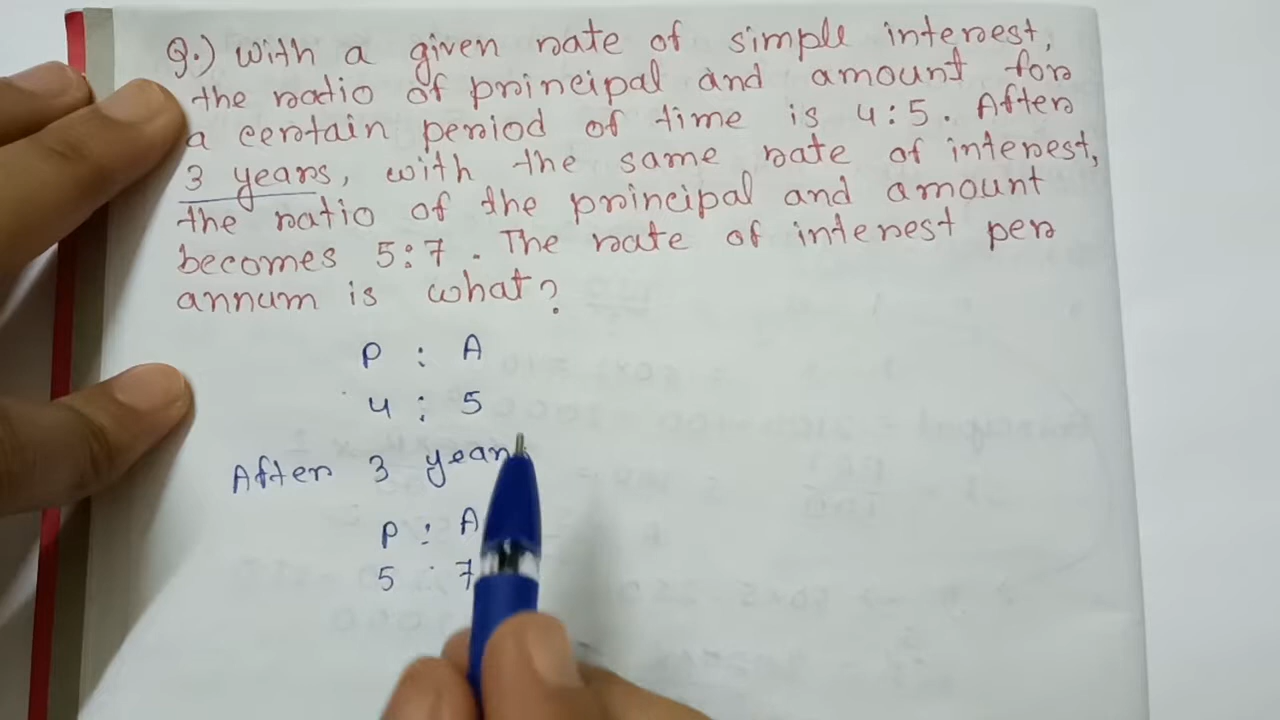 Q.) With a given rate of simple interest,
the ratio of principal and amount for
a certain period of time is 4:5. After
3 years, with the same rate of interest,
the ratio of the principal and amount
becomes 5:7. The rate of interest per
annum is what?
P : A
4 : 5
After 3 year
P : A
5 : 7